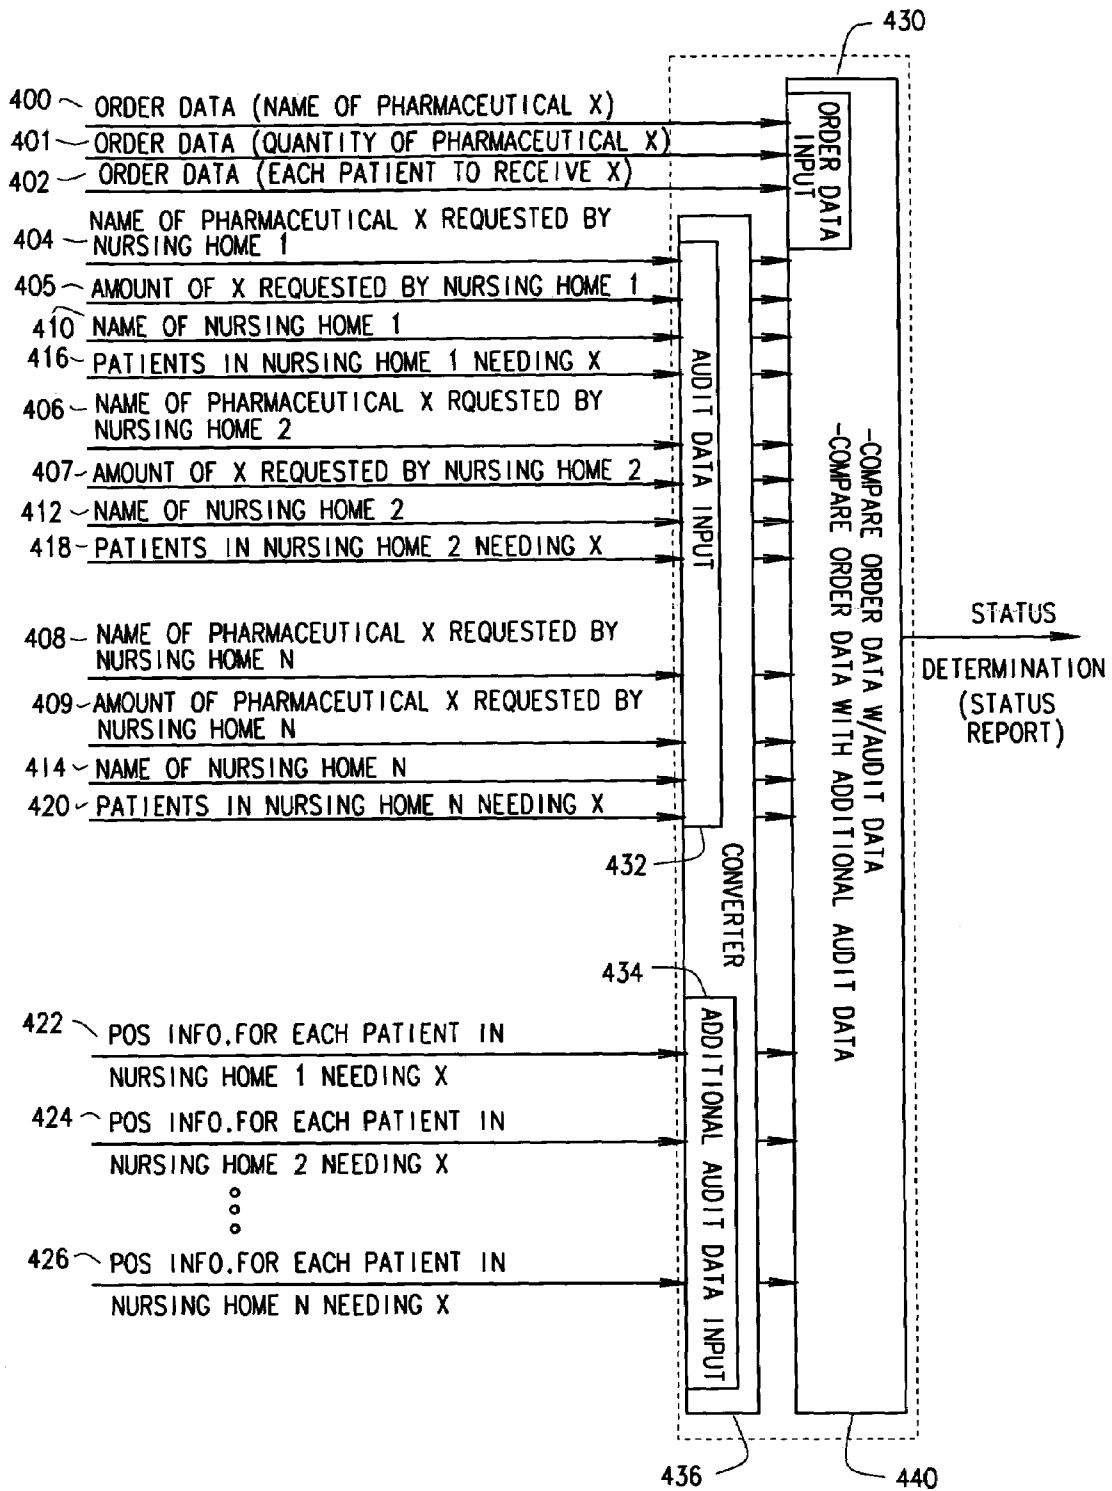 430
400 ORDER DATA (NAME OF PHARMACEUTICAL X)
401 ORDER DATA (QUANTITY OF PHARMACEUTICAL X)
402 ORDER DATA (EACH PATIENT TO RECEIVE X)
ORDER DATA
INPUT
NAME OF PHARMACEUTICAL X REQUESTED BY
404 NURSING HOME 1
405 AMOUNT OF X REQUESTED BY NURSING HOME 1
410 NAME OF NURSING HOME 1
416 PATIENTS IN NURSING HOME 1 NEEDING X
406 NAME OF PHARMACEUTICAL X RQUESTED BY
NURSING HOME 2
407 AMOUNT OF X REQUESTED BY NURSING HOME 2
412 NAME OF NURSING HOME 2
418 PATIENTS IN NURSING HOME 2 NEEDING X
408 NAME OF PHARMACEUTICAL X REQUESTED BY
NURSING HOME N
409 AMOUNT OF PHARMACEUTICAL X REQUESTED BY
NURSING HOME N
414 NAME OF NURSING HOME N
420 PATIENTS IN NURSING HOME N NEEDING X
AUDIT DATA INPUT
432
CONVERTER
-COMPARE ORDER DATA W/AUDIT DATA
-COMPARE ORDER DATA WITH ADDITIONAL AUDIT DATA
STATUS
DETERMINATION
(STATUS
REPORT)
434
422 POS INFO.FOR EACH PATIENT IN
NURSING HOME 1 NEEDING X
424 POS INFO.FOR EACH PATIENT IN
NURSING HOME 2 NEEDING X
426 POS INFO.FOR EACH PATIENT IN
NURSING HOME N NEEDING X
ADDITIONAL AUDIT DATA INPUT
436
440